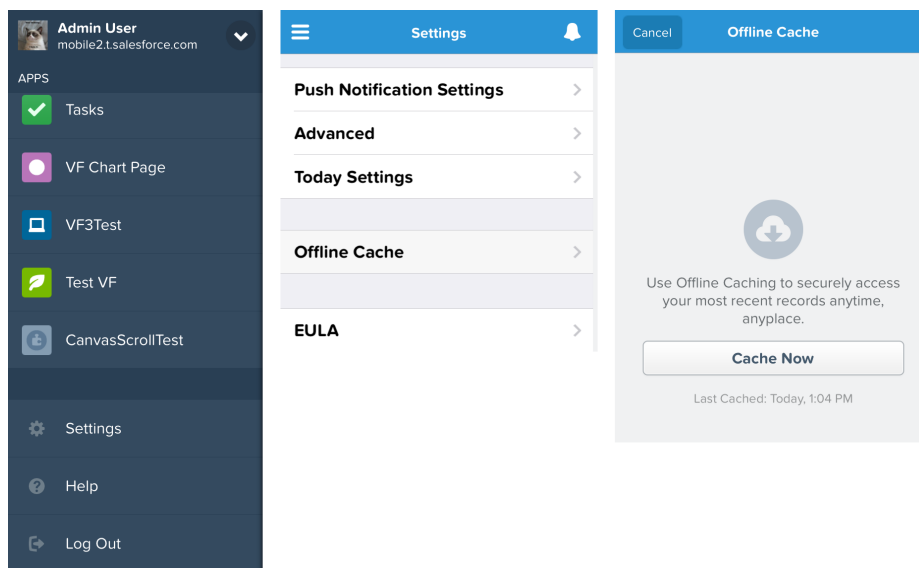 Admin User
mobile2.t.salesforce.com
APPS
Tasks
VF Chart Page
VF3Test
Test VF
CanvasScrollTest
Settings
Help
Log Out
Settings
Push Notification Settings
Advanced
Today Settings
Offline Cache
EULA
Cancel
Offline Cache
Use Offline Caching to securely access
your most recent records anytime,
anyplace.
Cache Now
Last Cached: Today, 1:04 PM